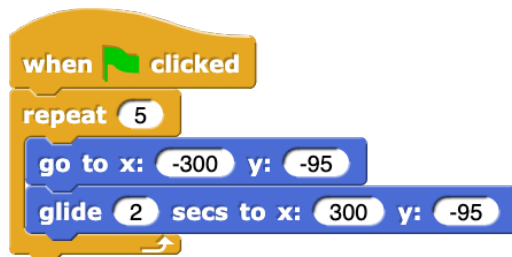 when clicked
repeat 5
go to x: -300 y: -95
glide 2 secs to x: 300 y: -95